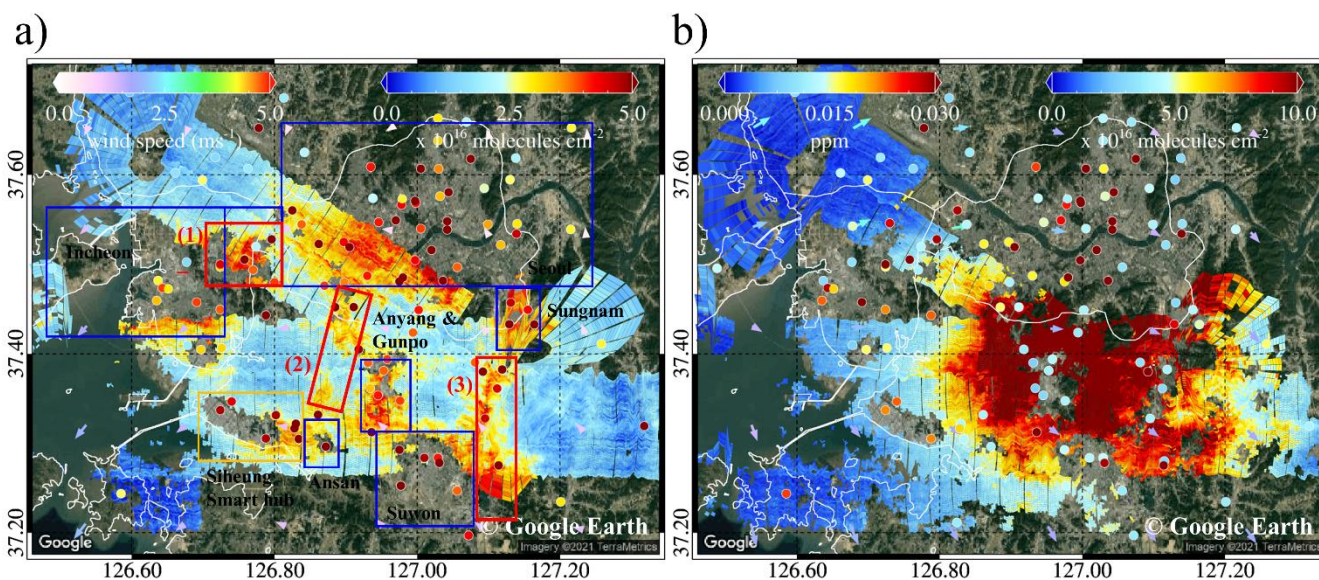 a)
b)
0.0 2.5 5.0
wind speed (ms⁻¹)
0.0 2.5 5.0
x 10¹⁶ molecules cm⁻²
0.000 0.015 0.030
ppm
0.0 5.0 10.0
x 10¹⁶ molecules cm⁻²
37.60
37.40
37.20
(1)
Incheon
Seoul
Sungnam
Anyang &
Gunpo
(2)
(3)
Siheung
Smart hub
Ansan
Suwon
© Google Earth
Google
Imagery ©2021 TerraMetrics
126.60 126.80 127.00 127.20
37.60
37.40
37.20
© Google Earth
Google
Imagery ©2021 TerraMetrics
126.60 126.80 127.00 127.20